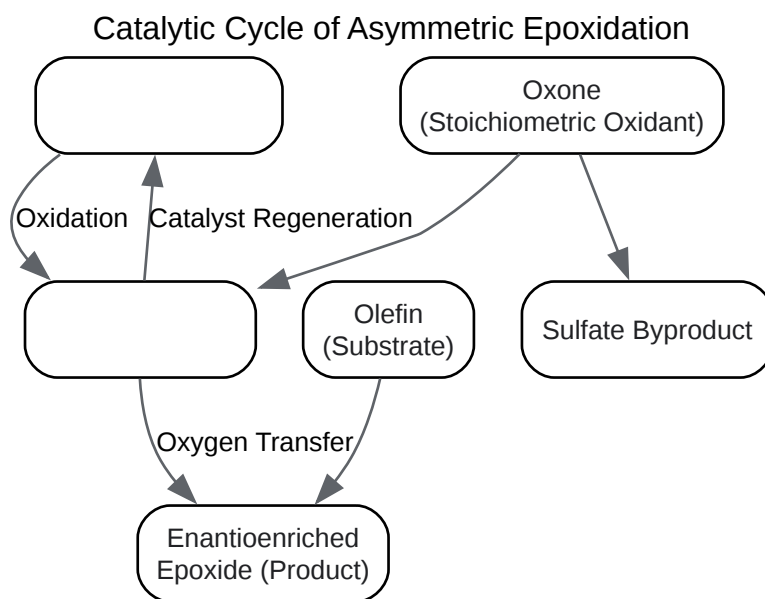 Catalytic Cycle of Asymmetric Epoxidation
Oxone
(Stoichiometric Oxidant)
Oxidation
Catalyst Regeneration
Olefin
(Substrate)
Sulfate Byproduct
Oxygen Transfer
Enantioenriched
Epoxide (Product)